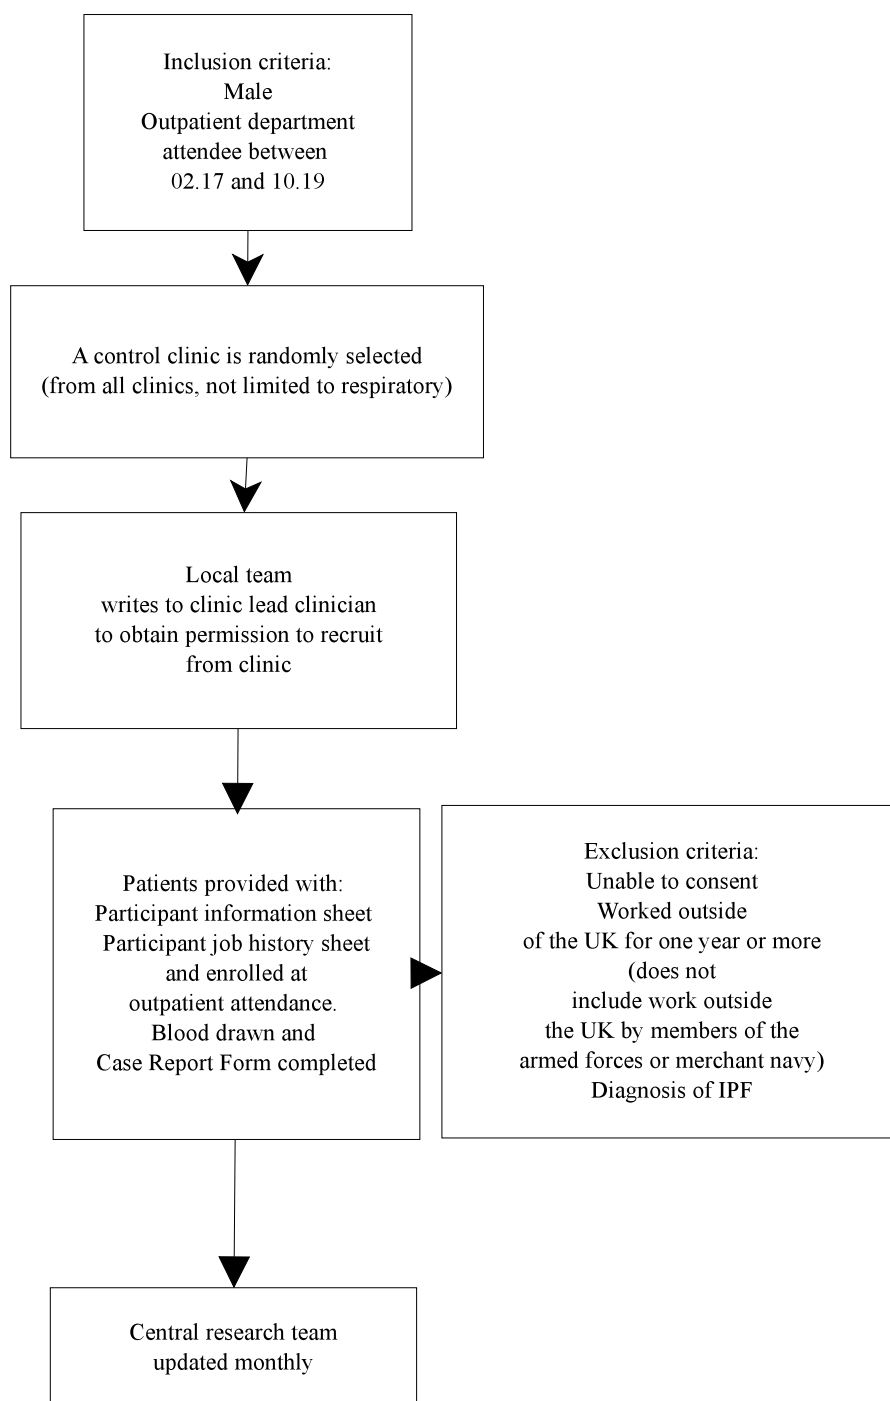 Inclusion criteria:
Male
Outpatient department
attendee between
02.17 and 10.19
A control clinic is randomly selected
(from all clinics, not limited to respiratory)
Local team
writes to clinic lead clinician
to obtain permission to recruit
from clinic
Patients provided with:
Participant information sheet
Participant job history sheet
and enrolled at
outpatient attendance.
Blood drawn and
Case Report Form completed
Exclusion criteria:
Unable to consent
Worked outside
of the UK for one year or more
(does not
include work outside
the UK by members of the
armed forces or merchant navy)
Diagnosis of IPF
Central research team
updated monthly